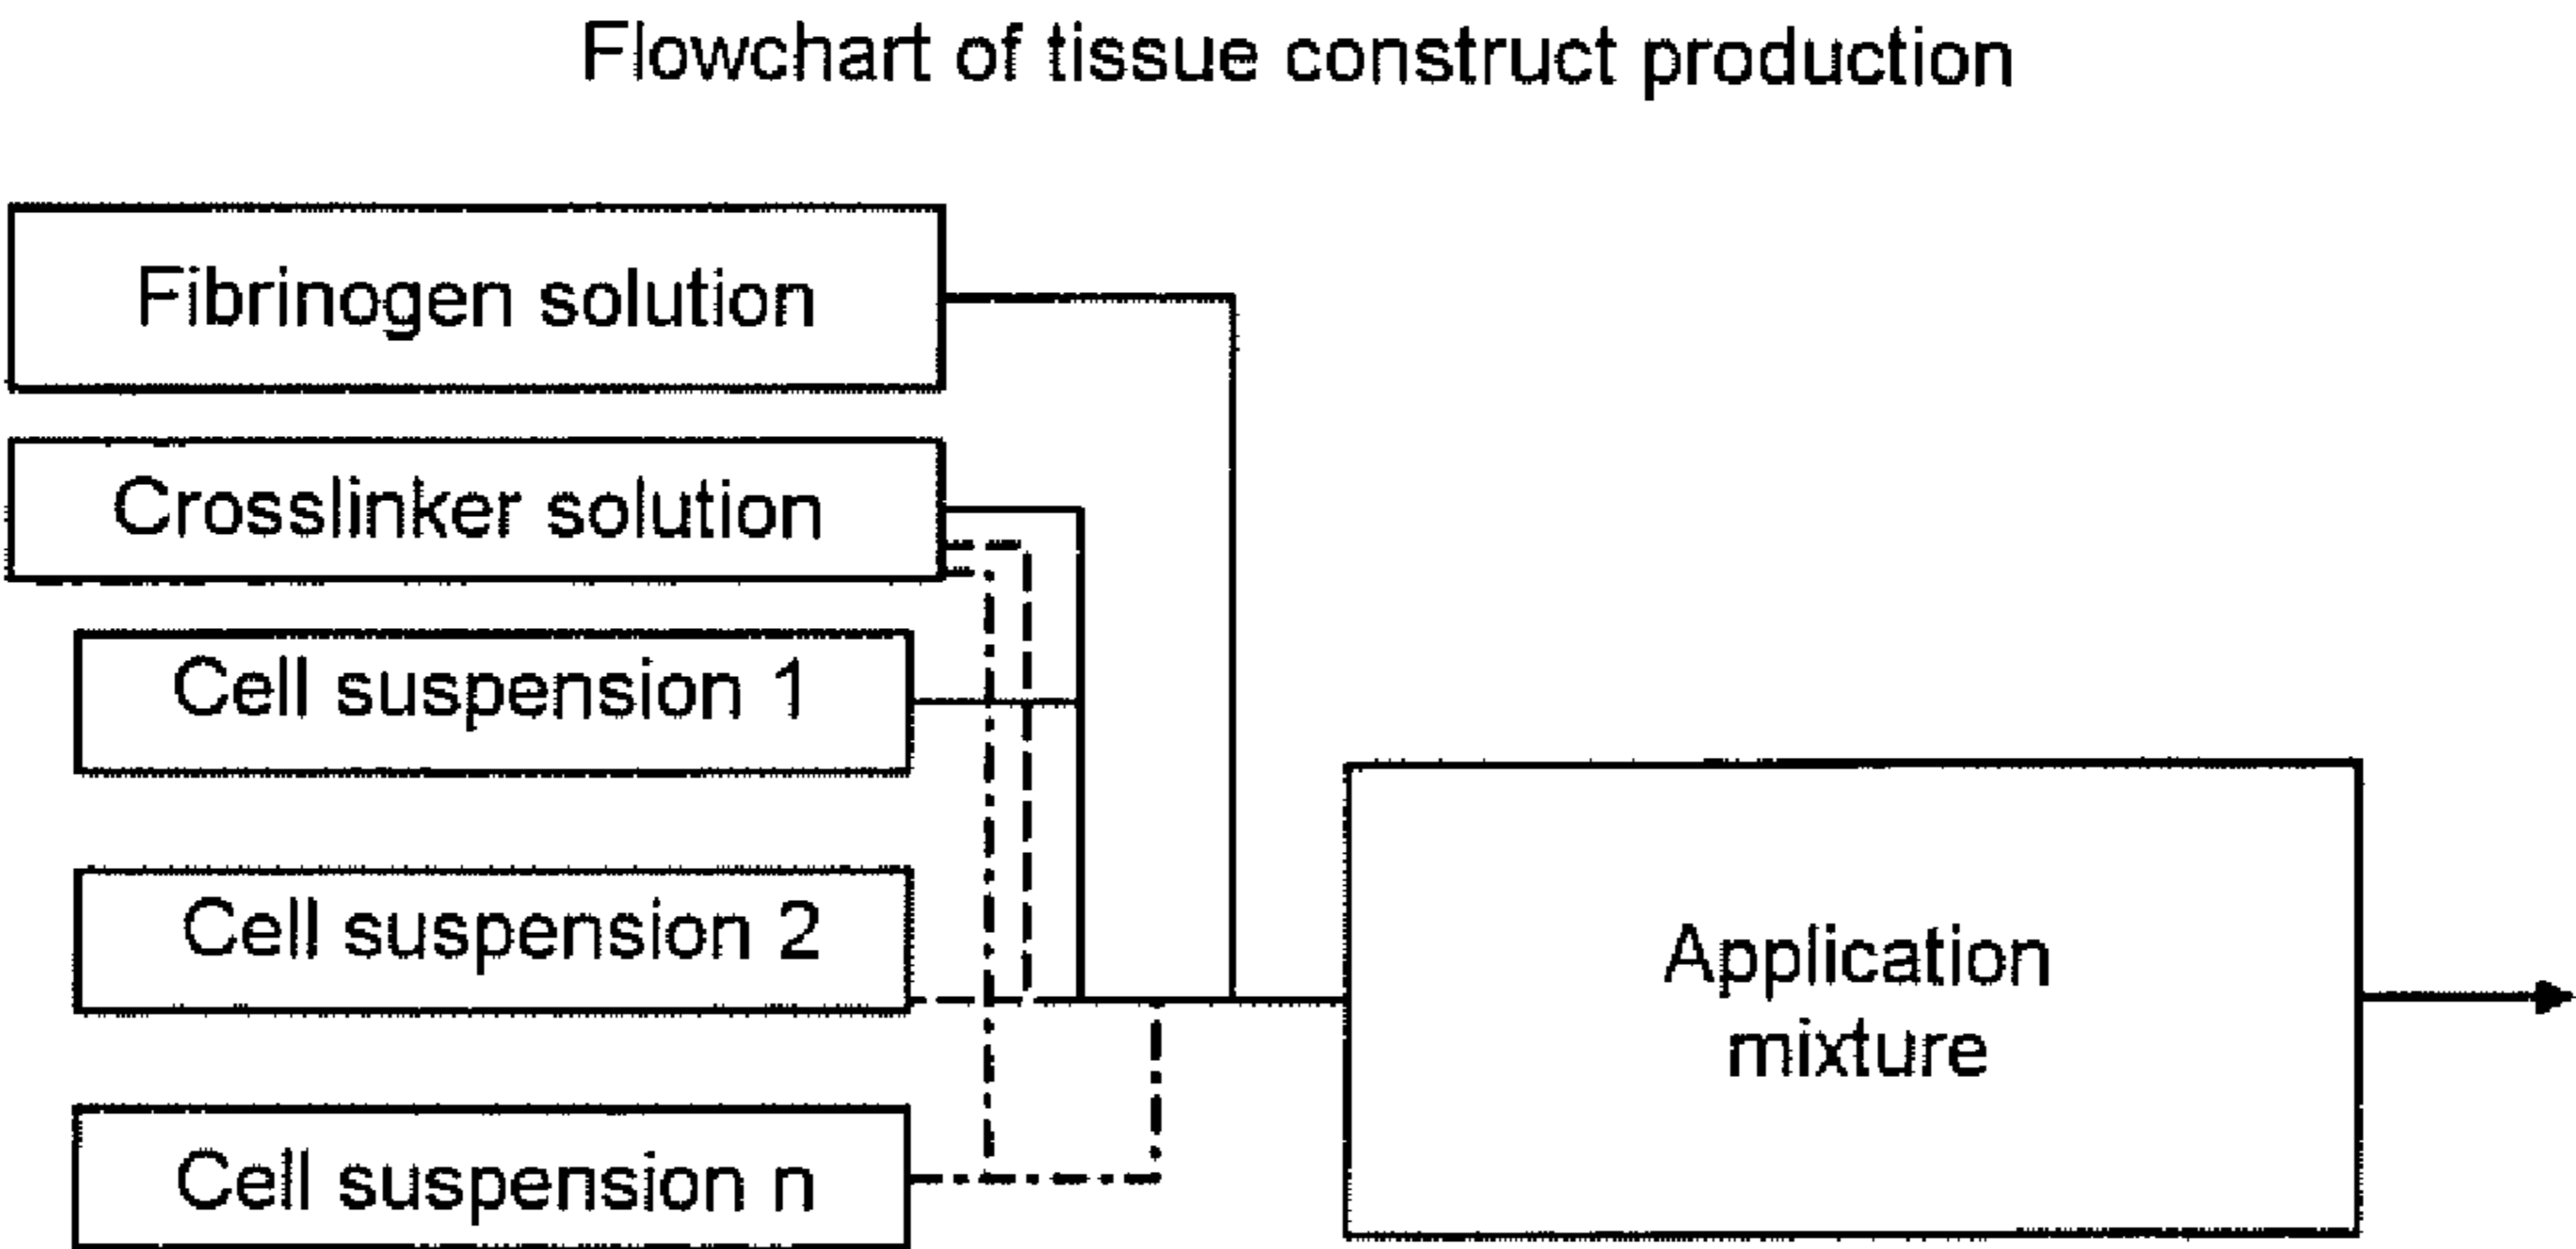 Flowchart of tissue construct production
Fibrinogen solution
Crosslinker solution
Cell suspension 1
Cell suspension 2
Cell suspension n
Application
mixture